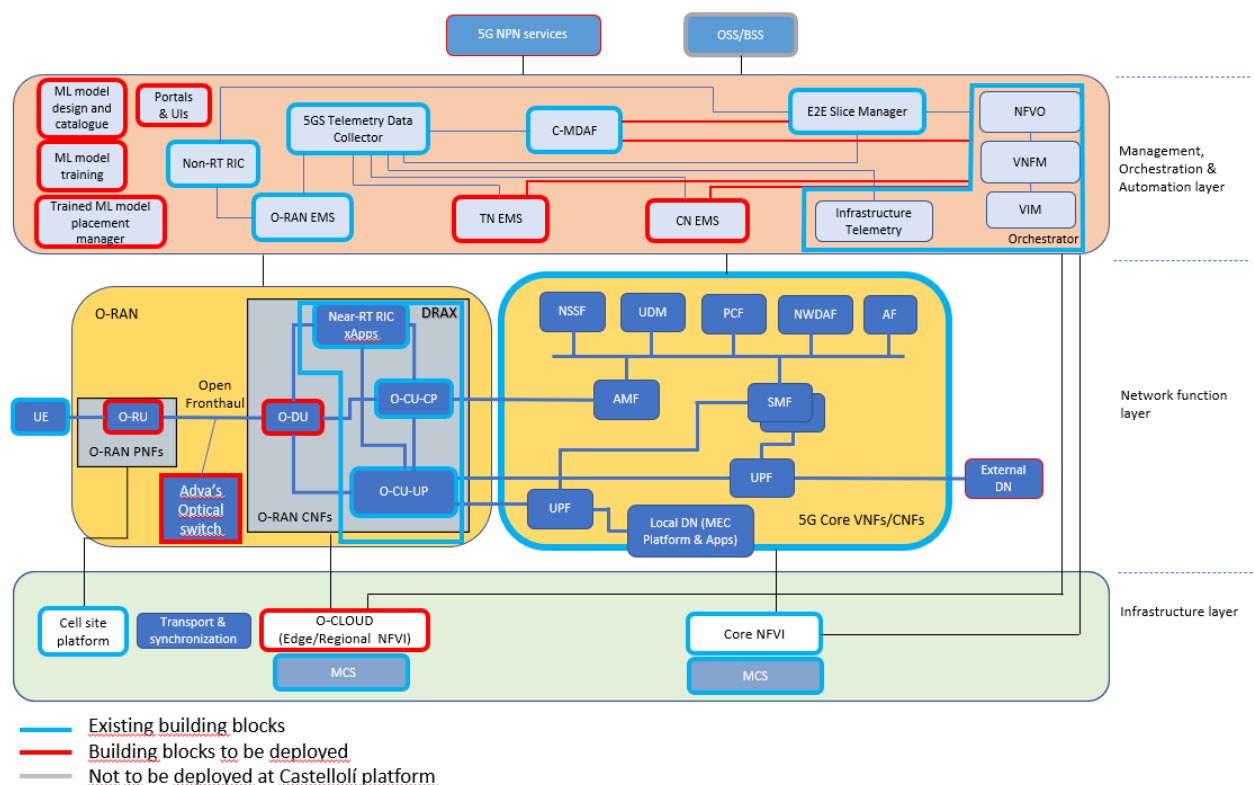 5G NPN services
OSS/BSS
ML model
design and
catalogue
Portals
& UIs
5GS Telemetry Data
Collector
C-MDAF
E2E Slice Manager
NFVO
ML model
training
Non-RT RIC
VNFM
Management,
Orchestration &
Automation layer
Trained ML model
placement
manager
O-RAN EMS
TN EMS
CN EMS
Infrastructure
Telemetry
VIM
Orchestrator
O-RAN
Near-RT RIC
xApps
DRAX
NSSF
UDM
PCF
NWDAF
AF
Open
Fronthaul
UE
O-RU
O-DU
O-CU-CP
AMF
SMF
Network function
layer
O-RAN PNFs
Adva's
Optical
switch
O-CU-UP
O-RAN CNFs
UPF
UPF
External
DN
Local DN (MEC
Platform & Apps)
5G Core VNFs/CNFs
Infrastructure layer
Cell site
platform
Transport &
synchronization
O-CLOUD
(Edge/Regional NFVI)
MCS
Core NFVI
MCS
Existing building blocks
Building blocks to be deployed
Not to be deployed at Castellolí platform